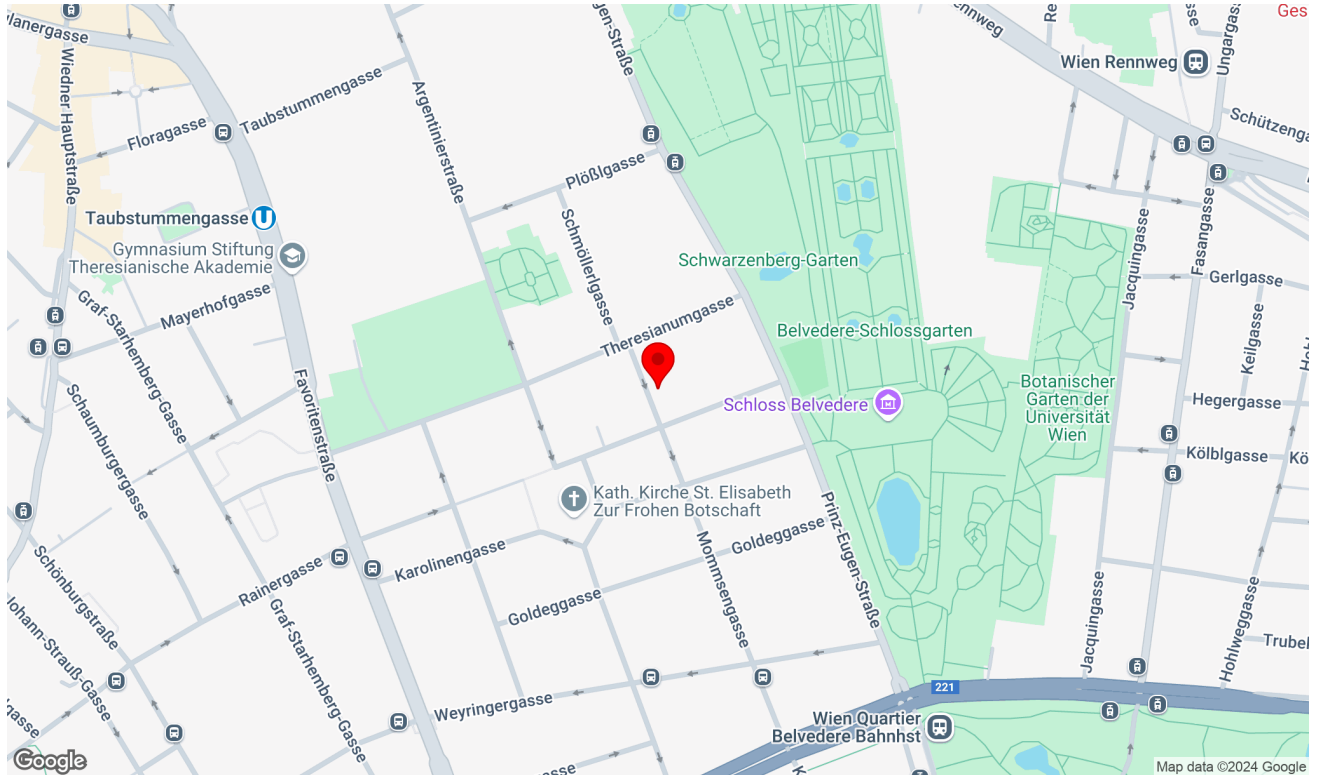 Ges
Wiedner Hauptstraße
Floragasse
Taubstummengasse
Argentinierstraße
Wien Rennweg
Ungargasse
Rennweg
Plößlgasse
Taubstummengasse
Gymnasium Stiftung
Theresianische Akademie
Schmöllerlgasse
Schwarzenberg-Garten
Jacquingasse
Fasangasse
Gerlgasse
Graf-Starhemberg-Gasse
Mayerhofgasse
Theresianumgasse
Belvedere-Schlossgarten
Keilgasse
Favoritenstraße
Schaumburgergasse
Schloss Belvedere
Botanischer
Garten der
Universität
Wien
Hegergasse
Kölblgasse
Kö
Kath. Kirche St. Elisabeth
Zur Frohen Botschaft
Prinz-Eugen-Straße
Goldeggasse
Mommsengasse
Karolinengasse
Rainergasse
Goldeggasse
Schönburgstraße
Johann-Strauß-Gasse
Graf-Starhemberg-Gasse
Jacquingasse
Hohlweggasse
221
Weyringergasse
Wien Quartier
Belvedere Bahnhst
Google
Map data ©2024 Google